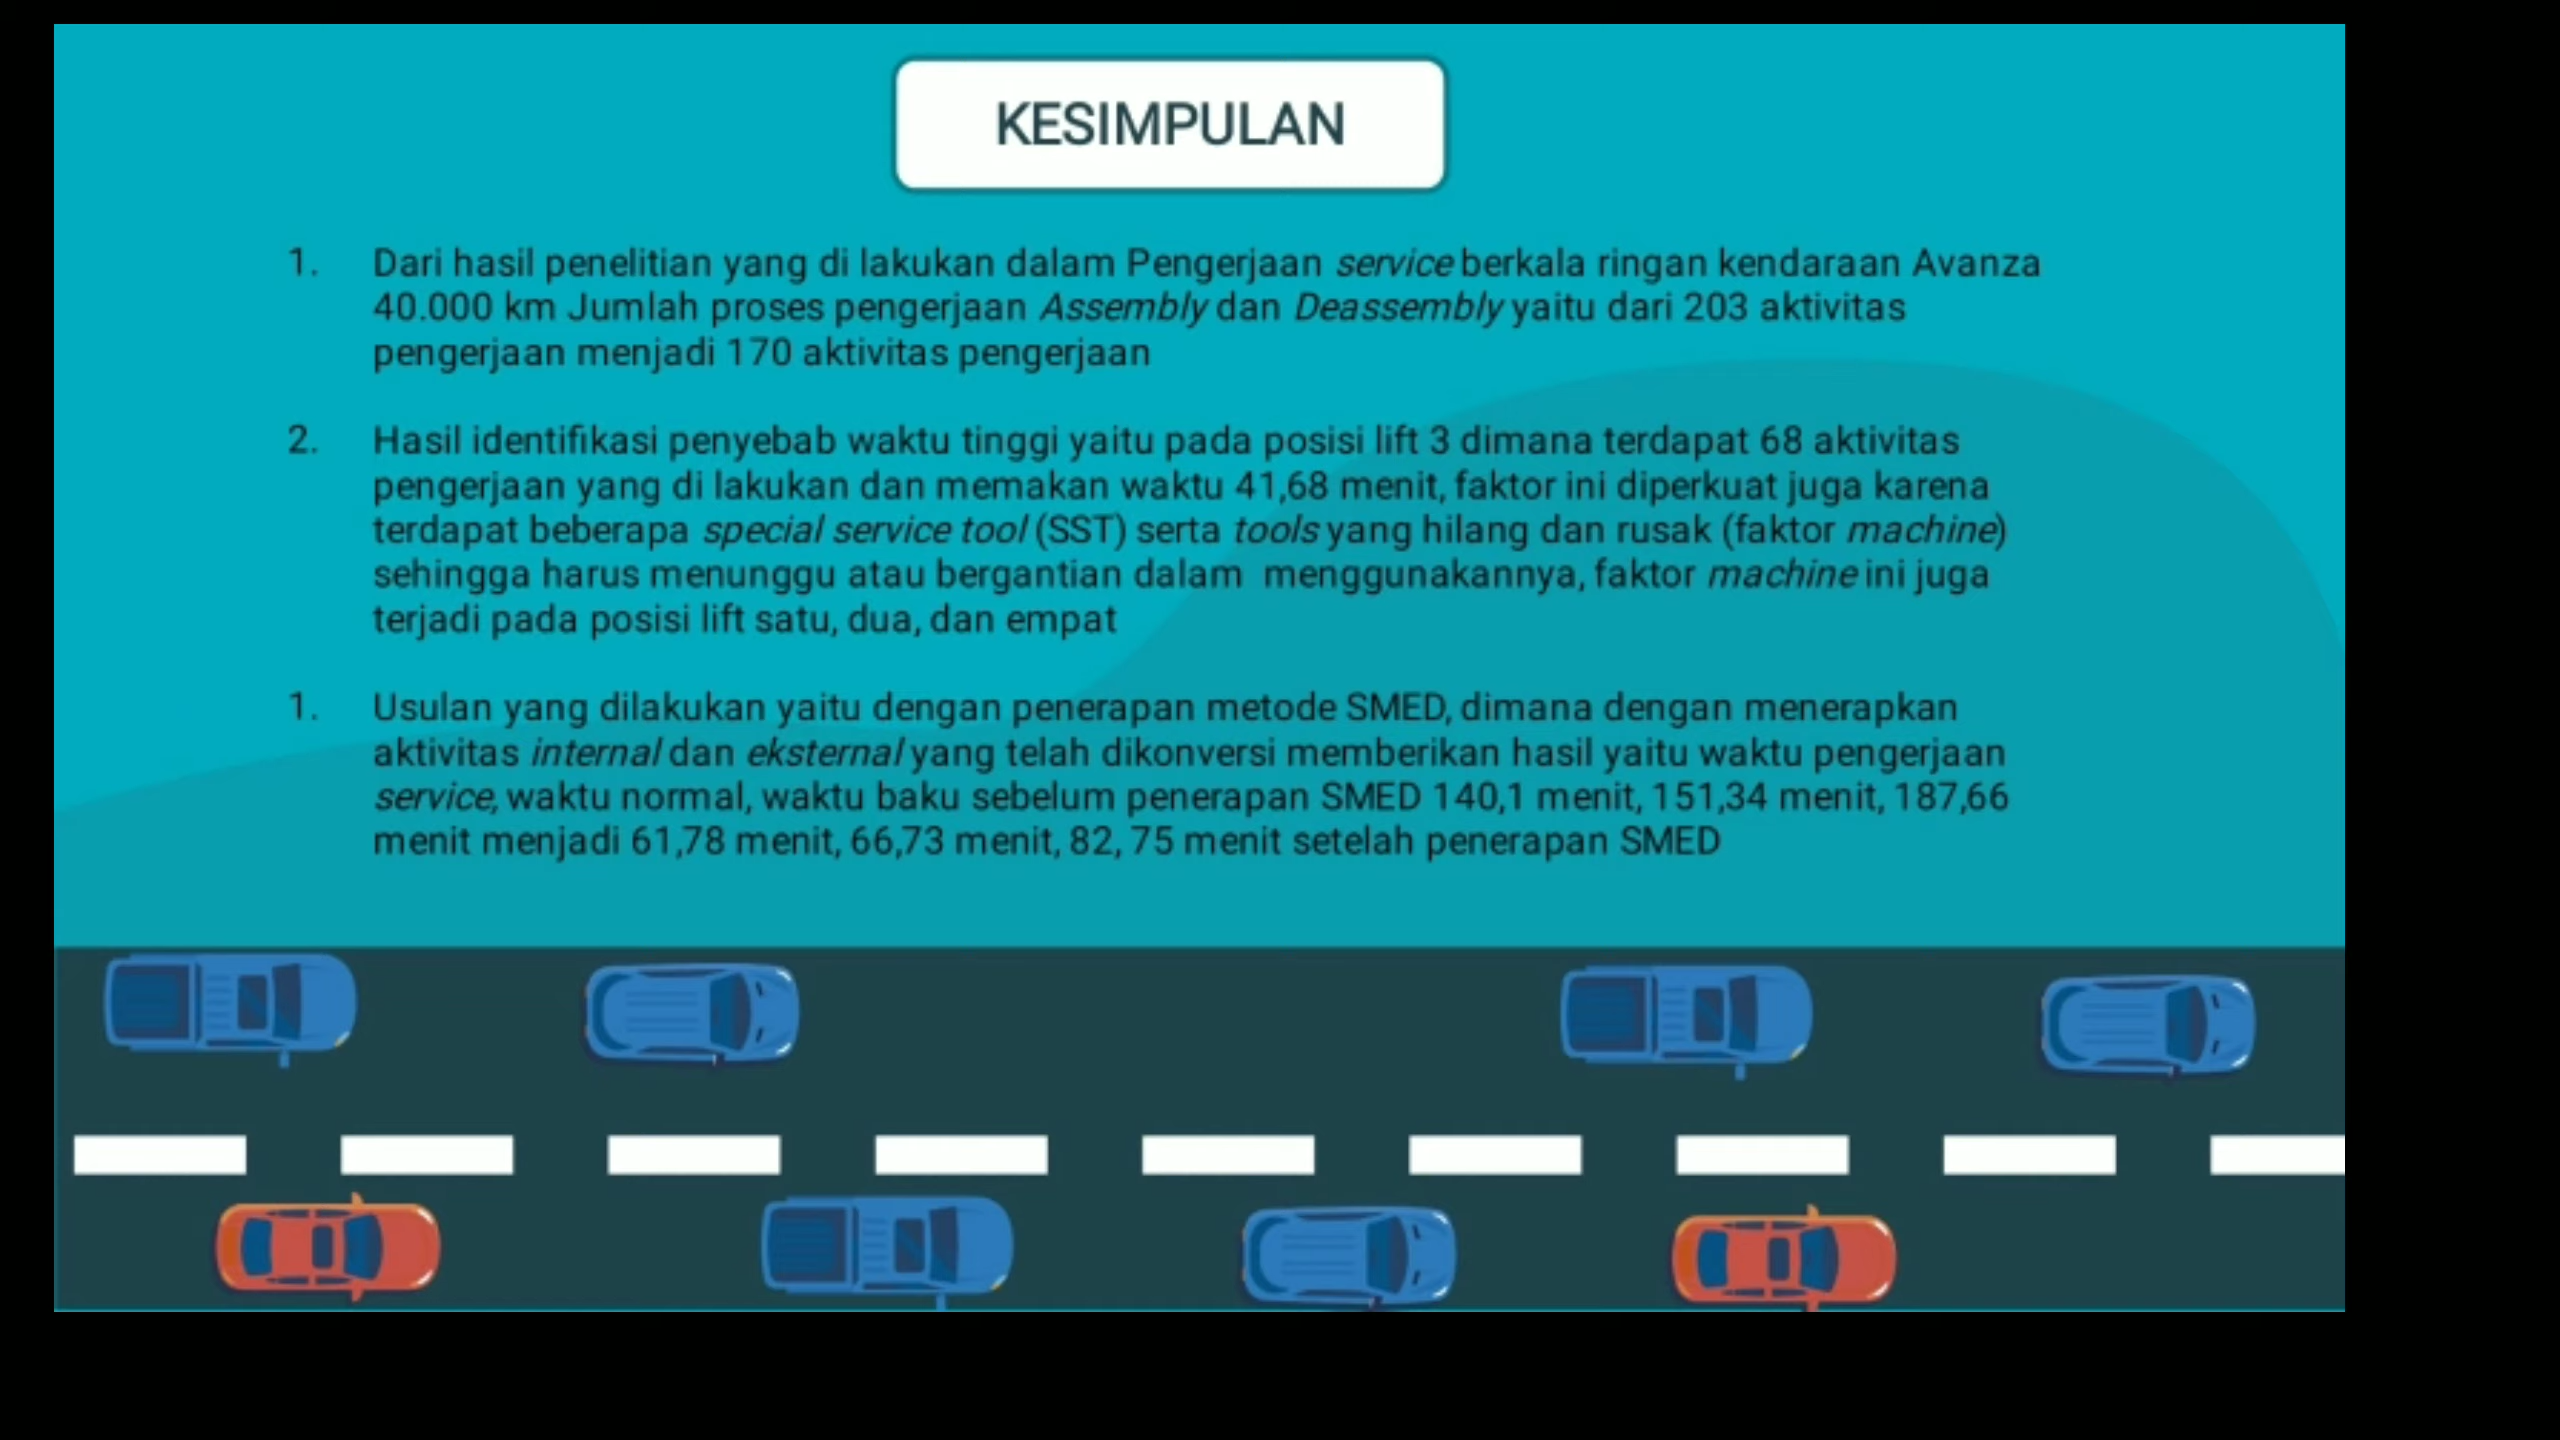 KESIMPULAN
1. Dari hasil penelitian yang di lakukan dalam Pengerjaan service berkala ringan kendaraan Avanza
40.000 km Jumlah proses pengerjaan Assembly dan Deassembly yaitu dari 203 aktivitas
pengerjaan menjadi 170 aktivitas pengerjaan
2. Hasil identifikasi penyebab waktu tinggi yaitu pada posisi lift 3 dimana terdapat 68 aktivitas
pengerjaan yang di lakukan dan memakan waktu 41,68 menit, faktor ini diperkuat juga karena
terdapat beberapa special service tool (SST) serta tools yang hilang dan rusak (faktor machine)
sehingga harus menunggu atau bergantian dalam  menggunakannya, faktor machine ini juga
terjadi pada posisi lift satu, dua, dan empat
1. Usulan yang dilakukan yaitu dengan penerapan metode SMED, dimana dengan menerapkan
aktivitas internal dan eksternal yang telah dikonversi memberikan hasil yaitu waktu pengerjaan
service, waktu normal, waktu baku sebelum penerapan SMED 140,1 menit, 151,34 menit, 187,66
menit menjadi 61,78 menit, 66,73 menit, 82, 75 menit setelah penerapan SMED